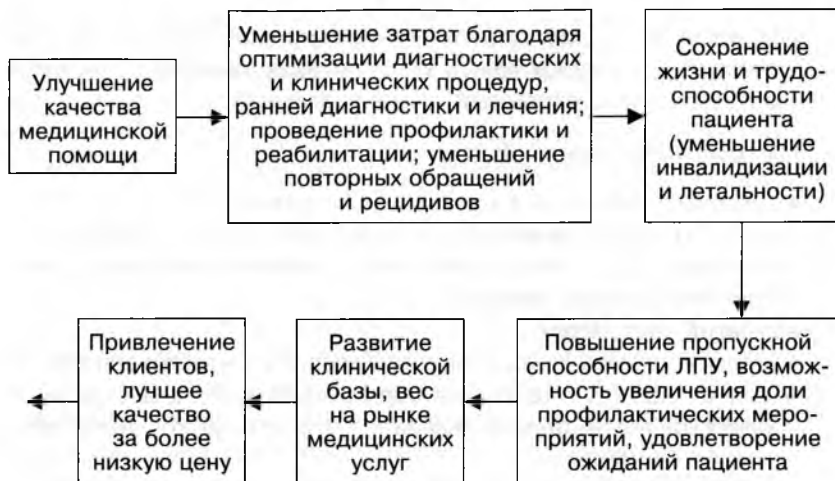 Улучшение
качества
медицинской
помощи
Уменьшение затрат благодаря
оптимизации диагностических
и клинических процедур,
ранней диагностики и лечения;
проведение профилактики и
реабилитации; уменьшение
повторных обращений
и рецидивов
Сохранение
жизни и трудо-
способности
пациента
(уменьшение
инвалидизации
и летальности)
Повышение пропускной
способности ЛПУ, возмож-
ность увеличения доли
профилактических меро-
приятий, удовлетворение
ожиданий пациента
Развитие
клинической
базы, вес
на рынке
медицинских
услуг
Привлечение
клиентов,
лучшее
качество
за более
низкую цену